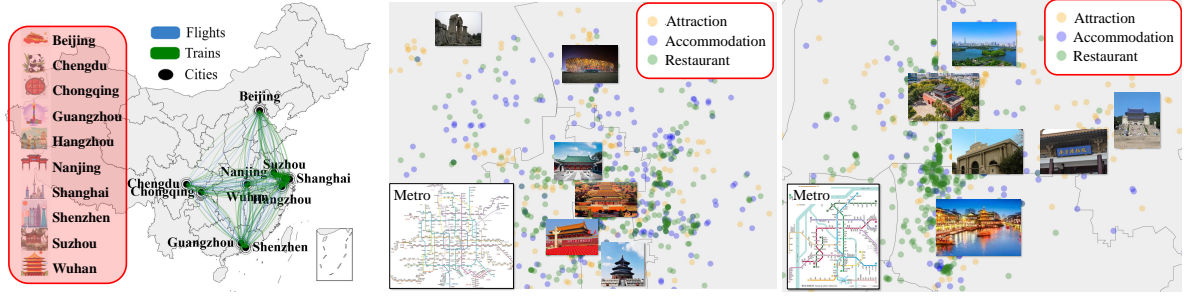 Beijing
Chengdu
Chongqing
Guangzhou
Hangzhou
Nanjing
Shanghai
Shenzhen
Suzhou
Wuhan
Flights
Trains
Cities
Beijing
Suzhou
Nanjing
Shanghai
Chengdu
Chongqing
Wuhan
Hangzhou
Guangzhou
Shenzhen
Attraction
Accommodation
Restaurant
Metro
Attraction
Accommodation
Restaurant
Metro